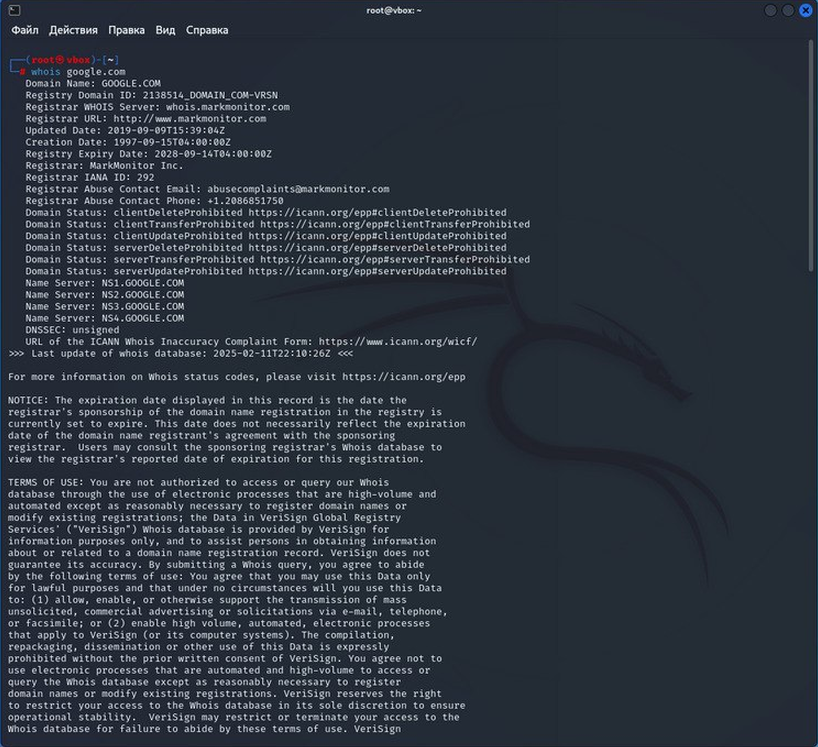 root@vbox: ~
Файл Действия Правка Вид Справка
┌──(root㉿vbox)-[~]
└─# whois google.com
Domain Name: GOOGLE.COM
Registry Domain ID: 2138514_DOMAIN_COM-VRSN
Registrar WHOIS Server: whois.markmonitor.com
Registrar URL: http://www.markmonitor.com
Updated Date: 2019-09-09T15:39:04Z
Creation Date: 1997-09-15T04:00:00Z
Registry Expiry Date: 2028-09-14T04:00:00Z
Registrar: MarkMonitor Inc.
Registrar IANA ID: 292
Registrar Abuse Contact Email: abusecomplaints@markmonitor.com
Registrar Abuse Contact Phone: +1.2086851750
Domain Status: clientDeleteProhibited https://icann.org/epp#clientDeleteProhibited
Domain Status: clientTransferProhibited https://icann.org/epp#clientTransferProhibited
Domain Status: clientUpdateProhibited https://icann.org/epp#clientUpdateProhibited
Domain Status: serverDeleteProhibited https://icann.org/epp#serverDeleteProhibited
Domain Status: serverTransferProhibited https://icann.org/epp#serverTransferProhibited
Domain Status: serverUpdateProhibited https://icann.org/epp#serverUpdateProhibited
Name Server: NS1.GOOGLE.COM
Name Server: NS2.GOOGLE.COM
Name Server: NS3.GOOGLE.COM
Name Server: NS4.GOOGLE.COM
DNSSEC: unsigned
URL of the ICANN Whois Inaccuracy Complaint Form: https://www.icann.org/wicf/
>>> Last update of whois database: 2025-02-11T22:10:26Z <<<
For more information on Whois status codes, please visit https://icann.org/epp
NOTICE: The expiration date displayed in this record is the date the
registrar's sponsorship of the domain name registration in the registry is
currently set to expire. This date does not necessarily reflect the expiration
date of the domain name registrant's agreement with the sponsoring
registrar.  Users may consult the sponsoring registrar's Whois database to
view the registrar's reported date of expiration for this registration.
TERMS OF USE: You are not authorized to access or query our Whois
database through the use of electronic processes that are high-volume and
automated except as reasonably necessary to register domain names or
modify existing registrations; the Data in VeriSign Global Registry
Services' ("VeriSign") Whois database is provided by VeriSign for
information purposes only, and to assist persons in obtaining information
about or related to a domain name registration record. VeriSign does not
guarantee its accuracy. By submitting a Whois query, you agree to abide
by the following terms of use: You agree that you may use this Data only
for lawful purposes and that under no circumstances will you use this Data
to: (1) allow, enable, or otherwise support the transmission of mass
unsolicited, commercial advertising or solicitations via e-mail, telephone,
or facsimile; or (2) enable high volume, automated, electronic processes
that apply to VeriSign (or its computer systems). The compilation,
repackaging, dissemination or other use of this Data is expressly
prohibited without the prior written consent of VeriSign. You agree not to
use electronic processes that are automated and high-volume to access or
query the Whois database except as reasonably necessary to register
domain names or modify existing registrations. VeriSign reserves the right
to restrict your access to the Whois database in its sole discretion to ensure
operational stability.  VeriSign may restrict or terminate your access to the
Whois database for failure to abide by these terms of use. VeriSign